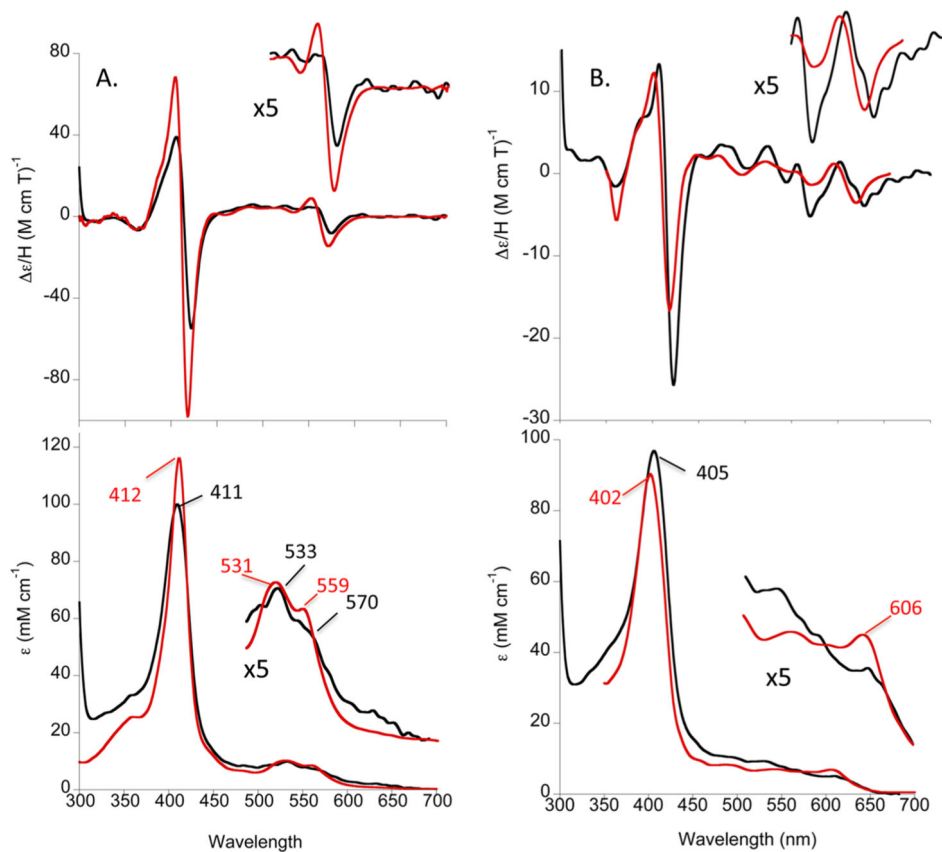 A.
B.
80
40
0
-40
-80
x5
Δε/H (M cm T)⁻¹
10
0
-10
-20
-30
x5
Δε/H (M cm T)⁻¹
120
100
80
60
40
20
0
412
411
531
533
559
570
x5
ε (mM cm⁻¹)
300 350 400 450 500 550 600 650 700
Wavelength
100
80
60
40
20
0
402
405
606
x5
ε (mM cm⁻¹)
300 350 400 450 500 550 600 650 700
Wavelength (nm)